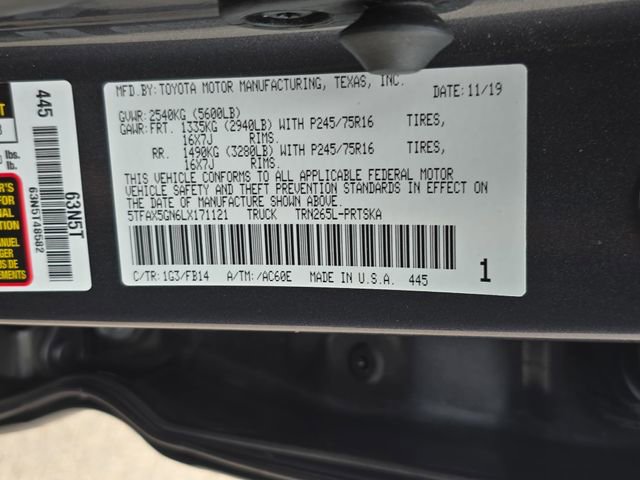 MFD.BY:TOYOTA MOTOR MANUFACTURING, TEXAS, INC.
DATE:11/19
GVWR:2540KG (5600LB)
GAWR:FRT. 1335KG (2940LB) WITH P245/75R16 TIRES,
16X7J RIMS.
RR. 1490KG (3280LB) WITH P245/75R16 TIRES,
16X7J RIMS.
THIS VEHICLE CONFORMS TO ALL APPLICABLE FEDERAL MOTOR
VEHICLE SAFETY AND THEFT PREVENTION STANDARDS IN EFFECT ON
THE DATE OF MANUFACTURE SHOWN ABOVE.
5TFAX5GN6LX171121 TRUCK TRN265L-PRTSKA
C/TR:1G3/FB14 A/TM:/AC60E MADE IN U.S.A. 445
1
445
63N5T
63N5T48582
lbs.
lbs.